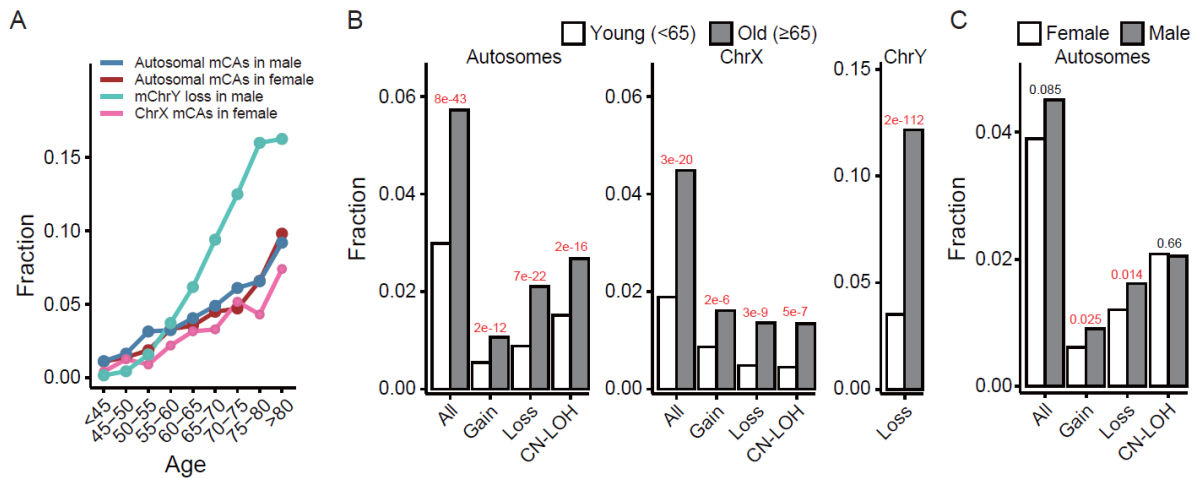 A
Autosomal mCAs in male
Autosomal mCAs in female
mChrY loss in male
ChrX mCAs in female
Fraction
0.15
0.10
0.05
0.00
<45
45−50
50−55
55−60
60−65
65−70
70−75
75−80
>80
Age
B
Young (<65) Old (≥65)
Autosomes
Fraction
0.06
0.04
0.02
0.00
8e-43
2e-12
7e-22
2e-16
All
Gain
Loss
CN-LOH
ChrX
0.06
0.04
0.02
0.00
3e-20
2e-6
3e-9
5e-7
All
Gain
Loss
CN-LOH
ChrY
0.15
0.10
0.05
0.00
2e-112
Loss
C
Female Male
Autosomes
Fraction
0.04
0.02
0.00
0.085
0.025
0.014
0.66
All
Gain
Loss
CN-LOH